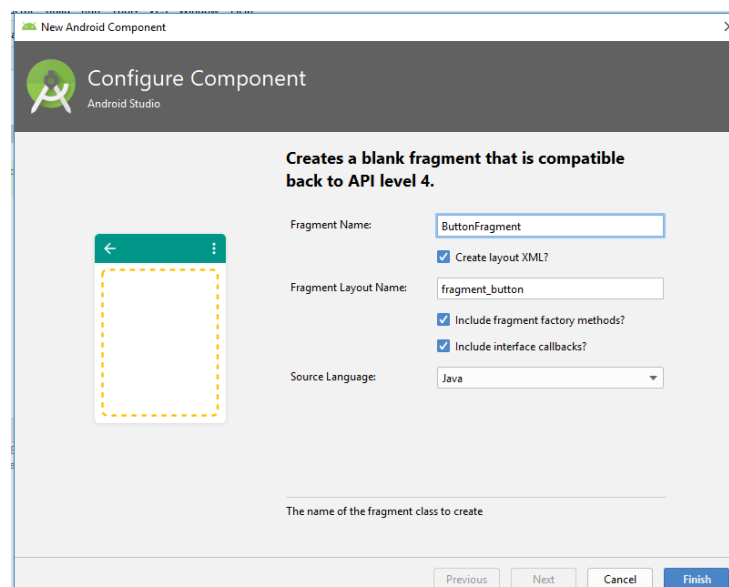 New Android Component
Configure Component
Android Studio
Creates a blank fragment that is compatible
back to API level 4.
Fragment Name:
ButtonFragment
Create layout XML?
Fragment Layout Name:
fragment_button
Include fragment factory methods?
Include interface callbacks?
Source Language:
Java
The name of the fragment class to create
Previous
Next
Cancel
Finish